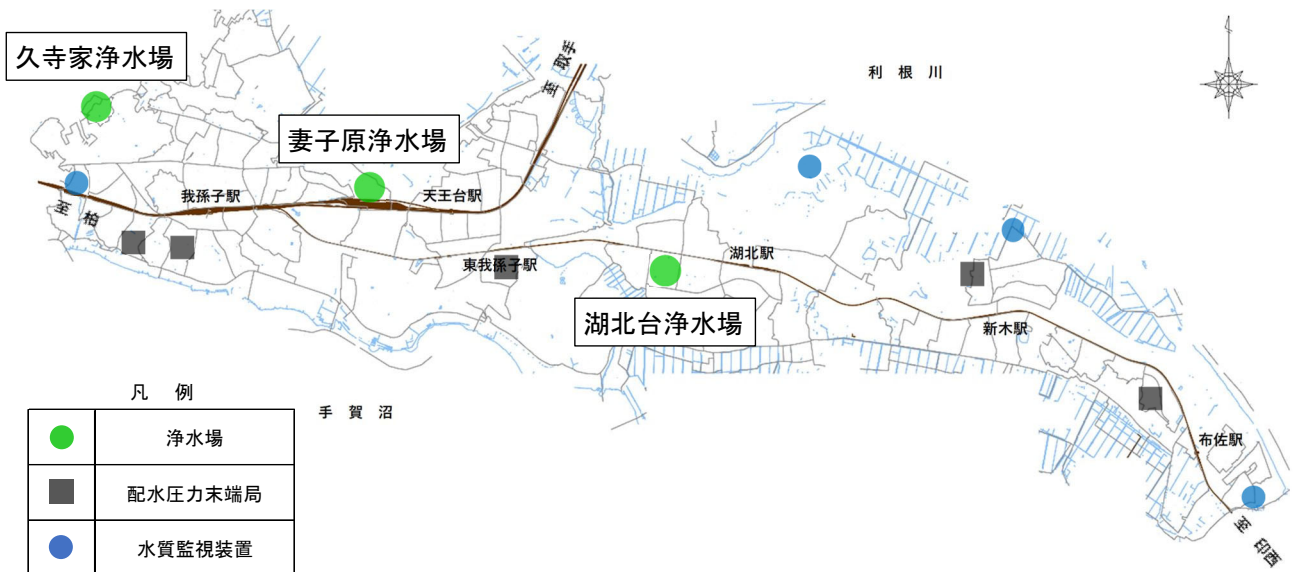 久寺家浄水場
至 取手
利根川
妻子原浄水場
我孫子駅
天王台駅
至 柏
東我孫子駅
湖北駅
湖北台浄水場
新木駅
凡 例
手賀沼
浄水場
布佐駅
配水圧力末端局
水質監視装置
至 印西